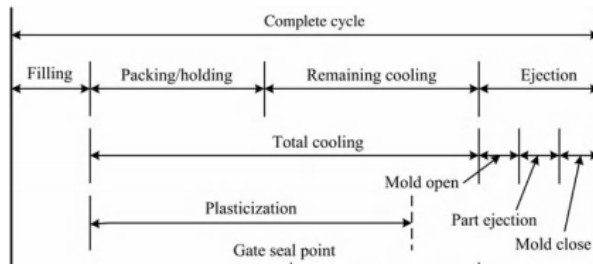 Complete cycle
Filling Packing/holding Remaining cooling Ejection
Total cooling
Mold open
Plasticization
Part ejection
Mold close
Gate seal point